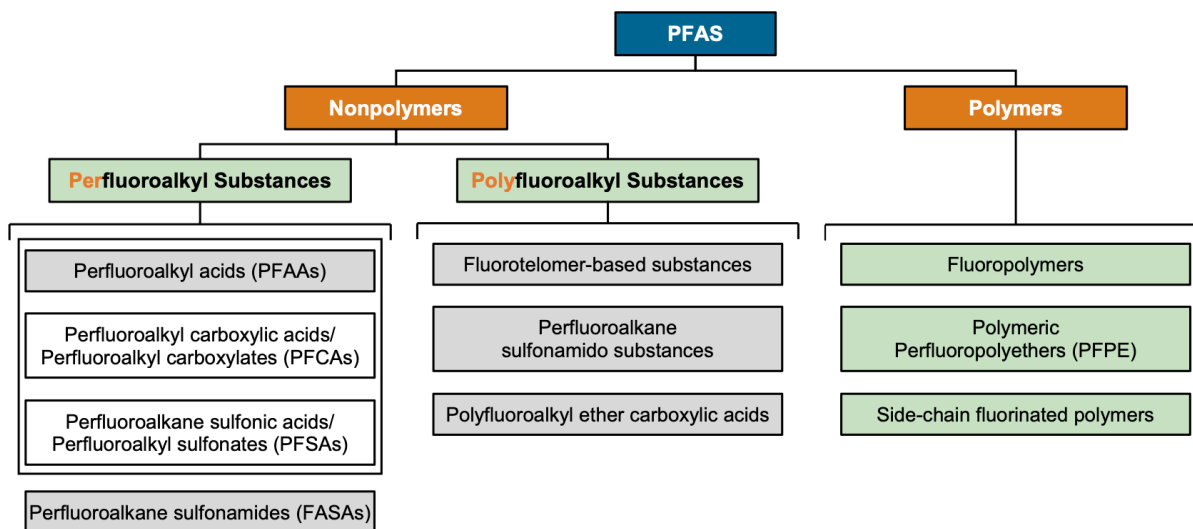 PFAS
Nonpolymers
Polymers
Perfluoroalkyl Substances
Polyfluoroalkyl Substances
Perfluoroalkyl acids (PFAAs)
Perfluoroalkyl carboxylic acids/
Perfluoroalkyl carboxylates (PFCAs)
Perfluoroalkane sulfonic acids/
Perfluoroalkyl sulfonates (PFSAs)
Perfluoroalkane sulfonamides (FASAs)
Fluorotelomer-based substances
Perfluoroalkane
sulfonamido substances
Polyfluoroalkyl ether carboxylic acids
Fluoropolymers
Polymeric
Perfluoropolyethers (PFPE)
Side-chain fluorinated polymers